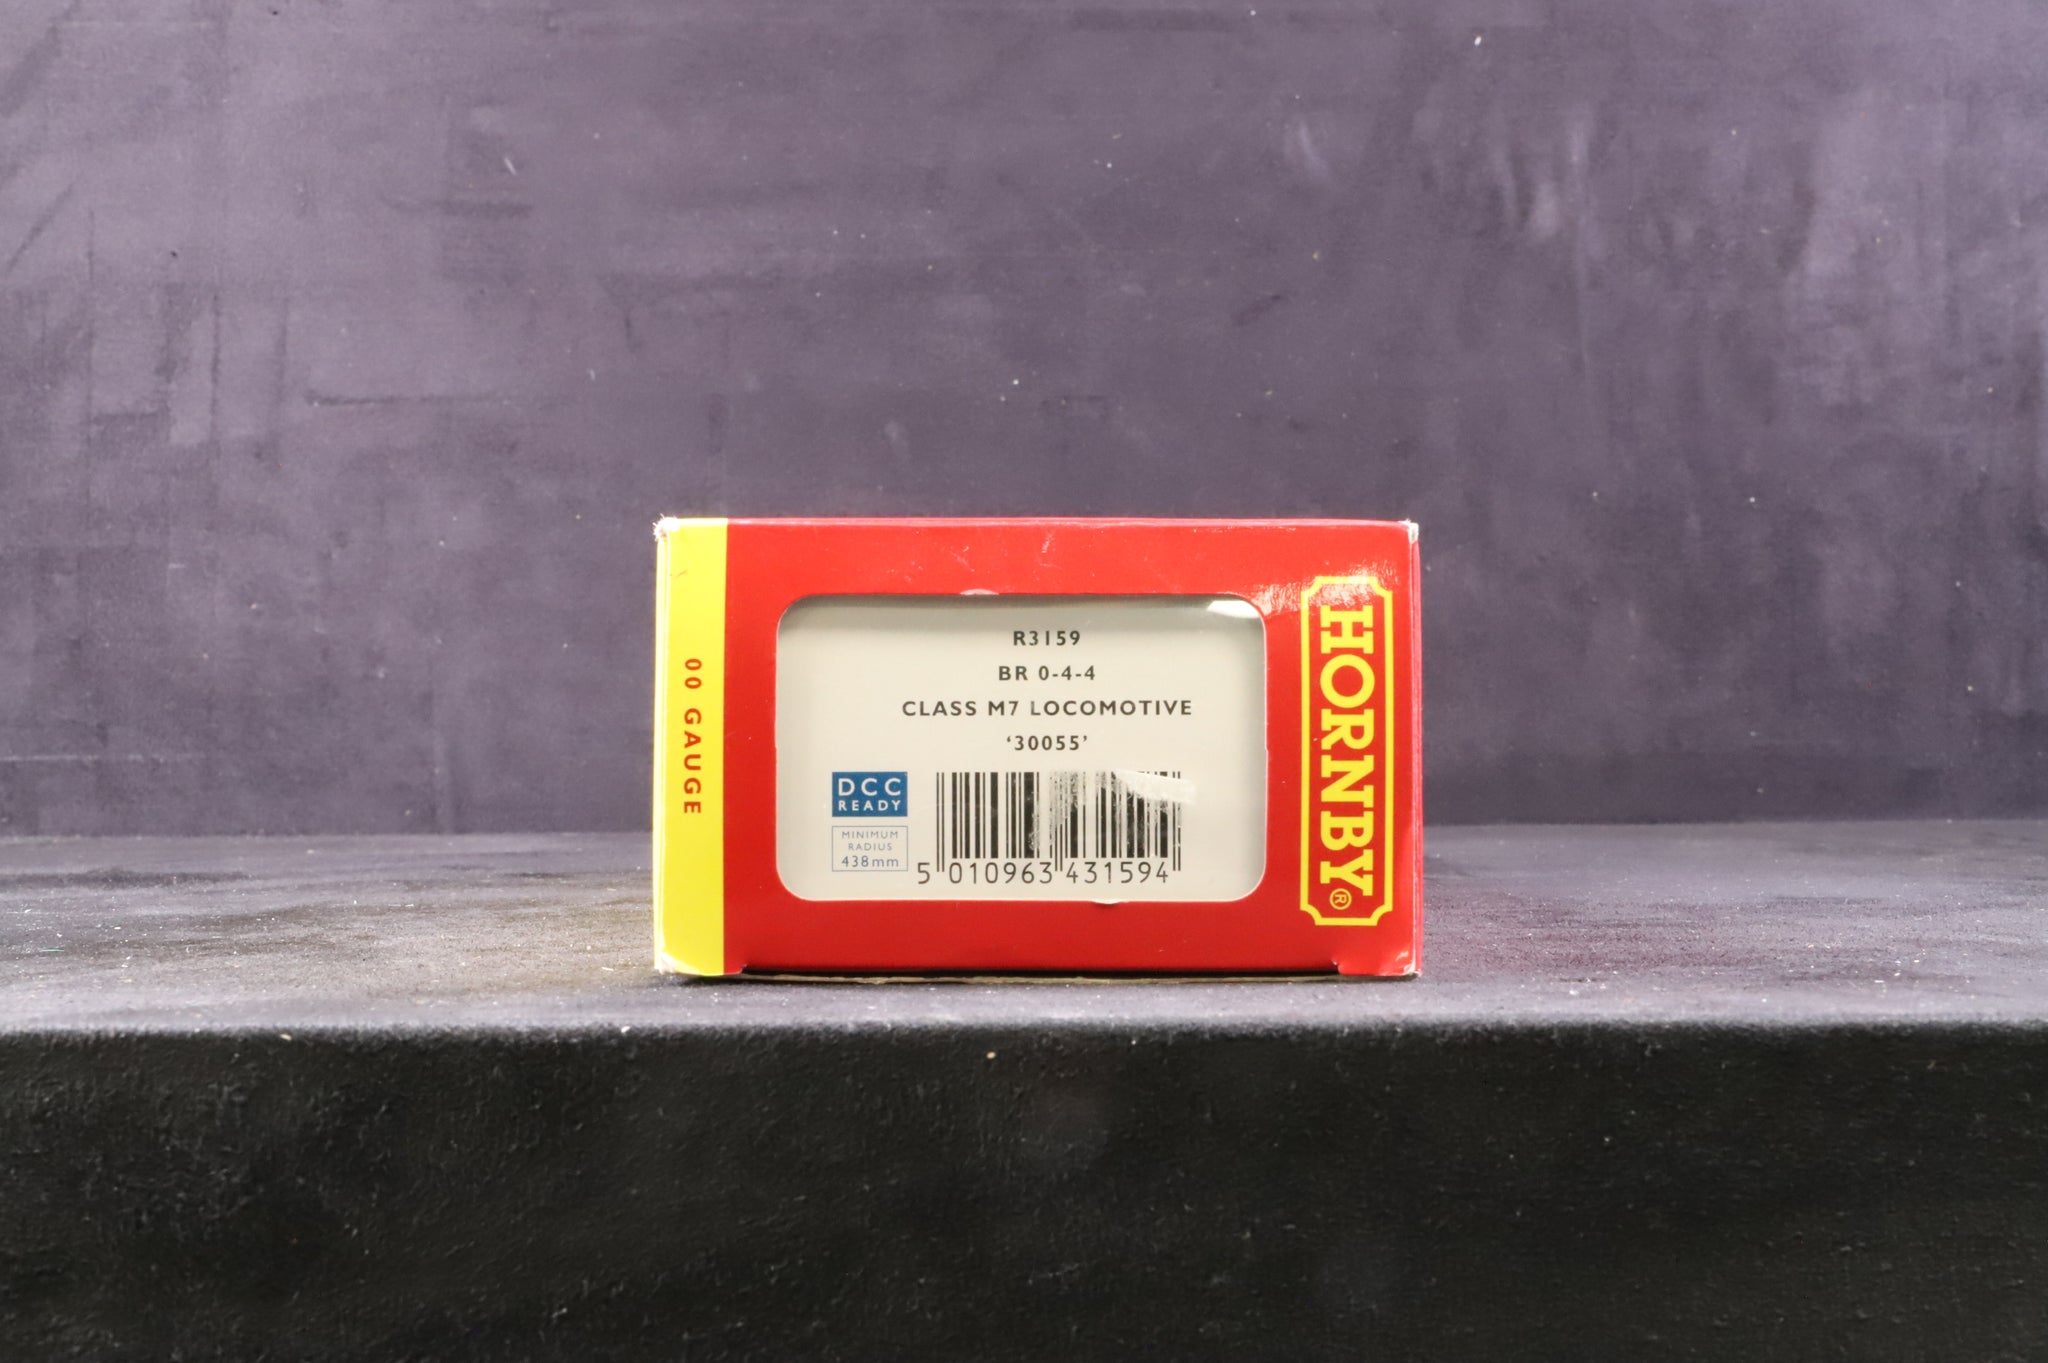 00 GAUGE
R3159
BR 0-4-4
CLASS M7 LOCOMOTIVE
‘30055’
DCC
READY
MINIMUM
RADIUS
438mm
5 010963 431594
HORNBY®